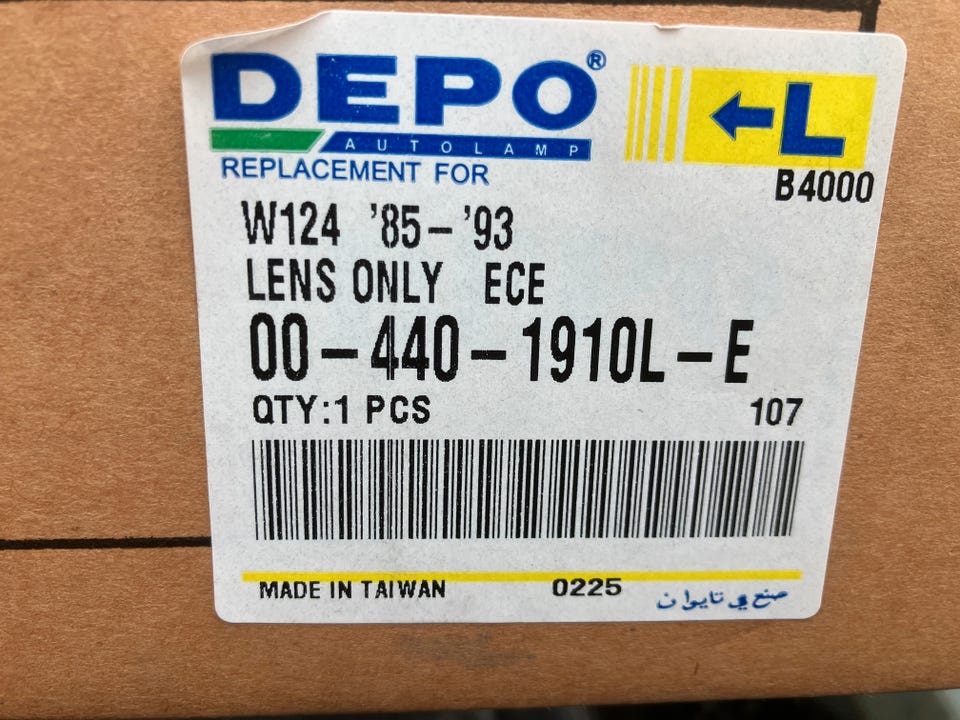 DEPO®
AUTOLAMP
REPLACEMENT FOR
L
B4000
W124 '85-'93
LENS ONLY ECE
00-440-1910L-E
QTY:1 PCS 107
MADE IN TAIWAN 0225 صنع في تايوان